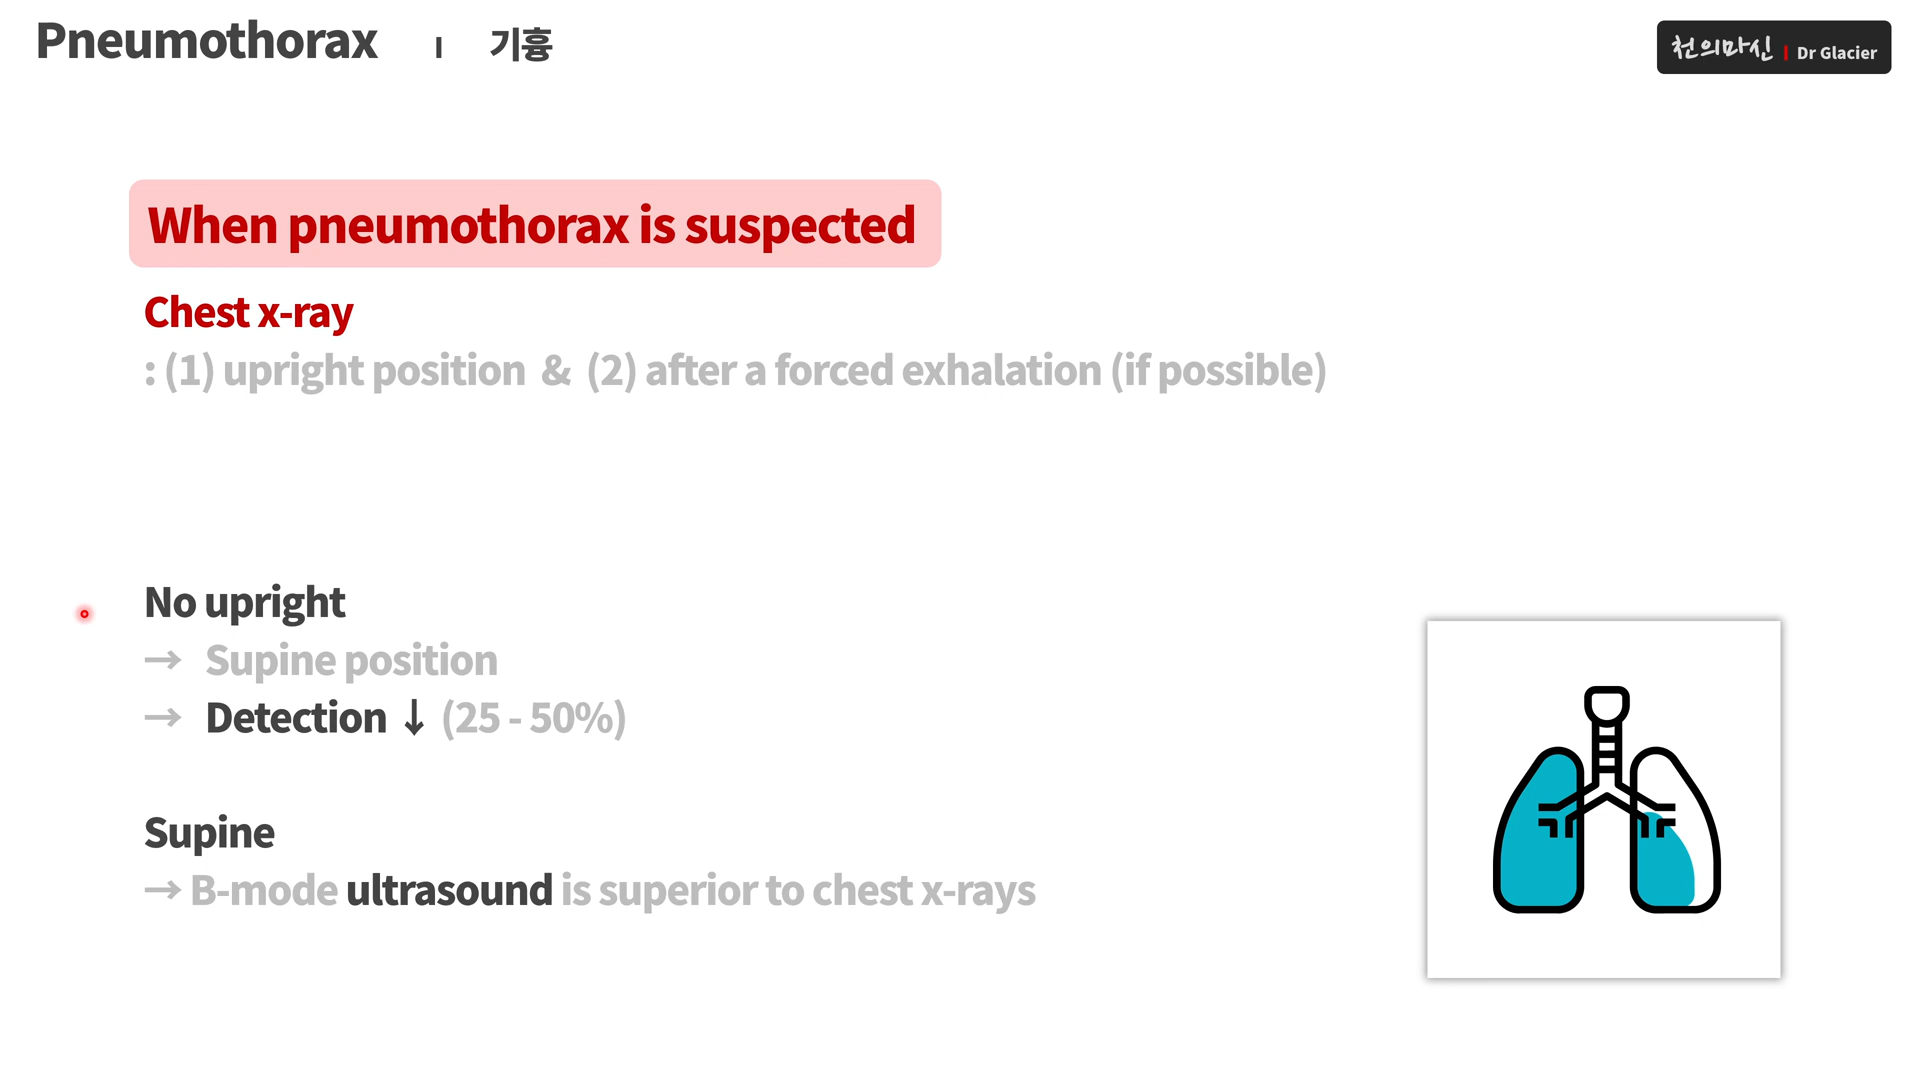 Pneumothorax ı 기흉
천의마신 | Dr Glacier
When pneumothorax is suspected
Chest x-ray
: (1) upright position & (2) after a forced exhalation (if possible)
No upright
→ Supine position
→ Detection ↓ (25 - 50%)
Supine
→ B-mode ultrasound is superior to chest x-rays